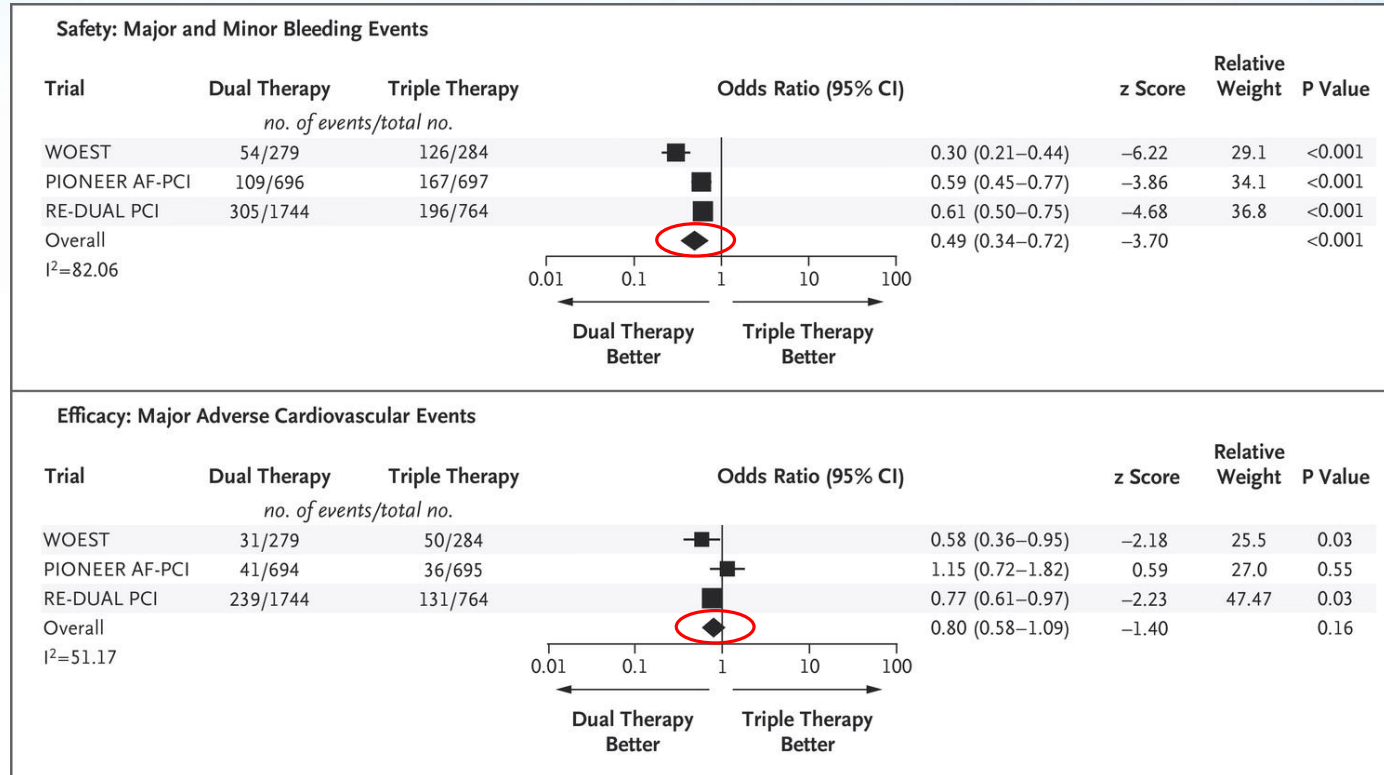 Safety: Major and Minor Bleeding Events
Trial Dual Therapy Triple Therapy Odds Ratio (95% CI) z Score Relative Weight P Value
no. of events/total no.
WOEST 54/279 126/284 0.30 (0.21–0.44) –6.22 29.1 <0.001
PIONEER AF-PCI 109/696 167/697 0.59 (0.45–0.77) –3.86 34.1 <0.001
RE-DUAL PCI 305/1744 196/764 0.61 (0.50–0.75) –4.68 36.8 <0.001
Overall 0.49 (0.34–0.72) –3.70 <0.001
I²=82.06
0.01 0.1 1 10 100
Dual Therapy Better Triple Therapy Better
Efficacy: Major Adverse Cardiovascular Events
Trial Dual Therapy Triple Therapy Odds Ratio (95% CI) z Score Relative Weight P Value
no. of events/total no.
WOEST 31/279 50/284 0.58 (0.36–0.95) –2.18 25.5 0.03
PIONEER AF-PCI 41/694 36/695 1.15 (0.72–1.82) 0.59 27.0 0.55
RE-DUAL PCI 239/1744 131/764 0.77 (0.61–0.97) –2.23 47.47 0.03
Overall 0.80 (0.58–1.09) –1.40 0.16
I²=51.17
0.01 0.1 1 10 100
Dual Therapy Better Triple Therapy Better